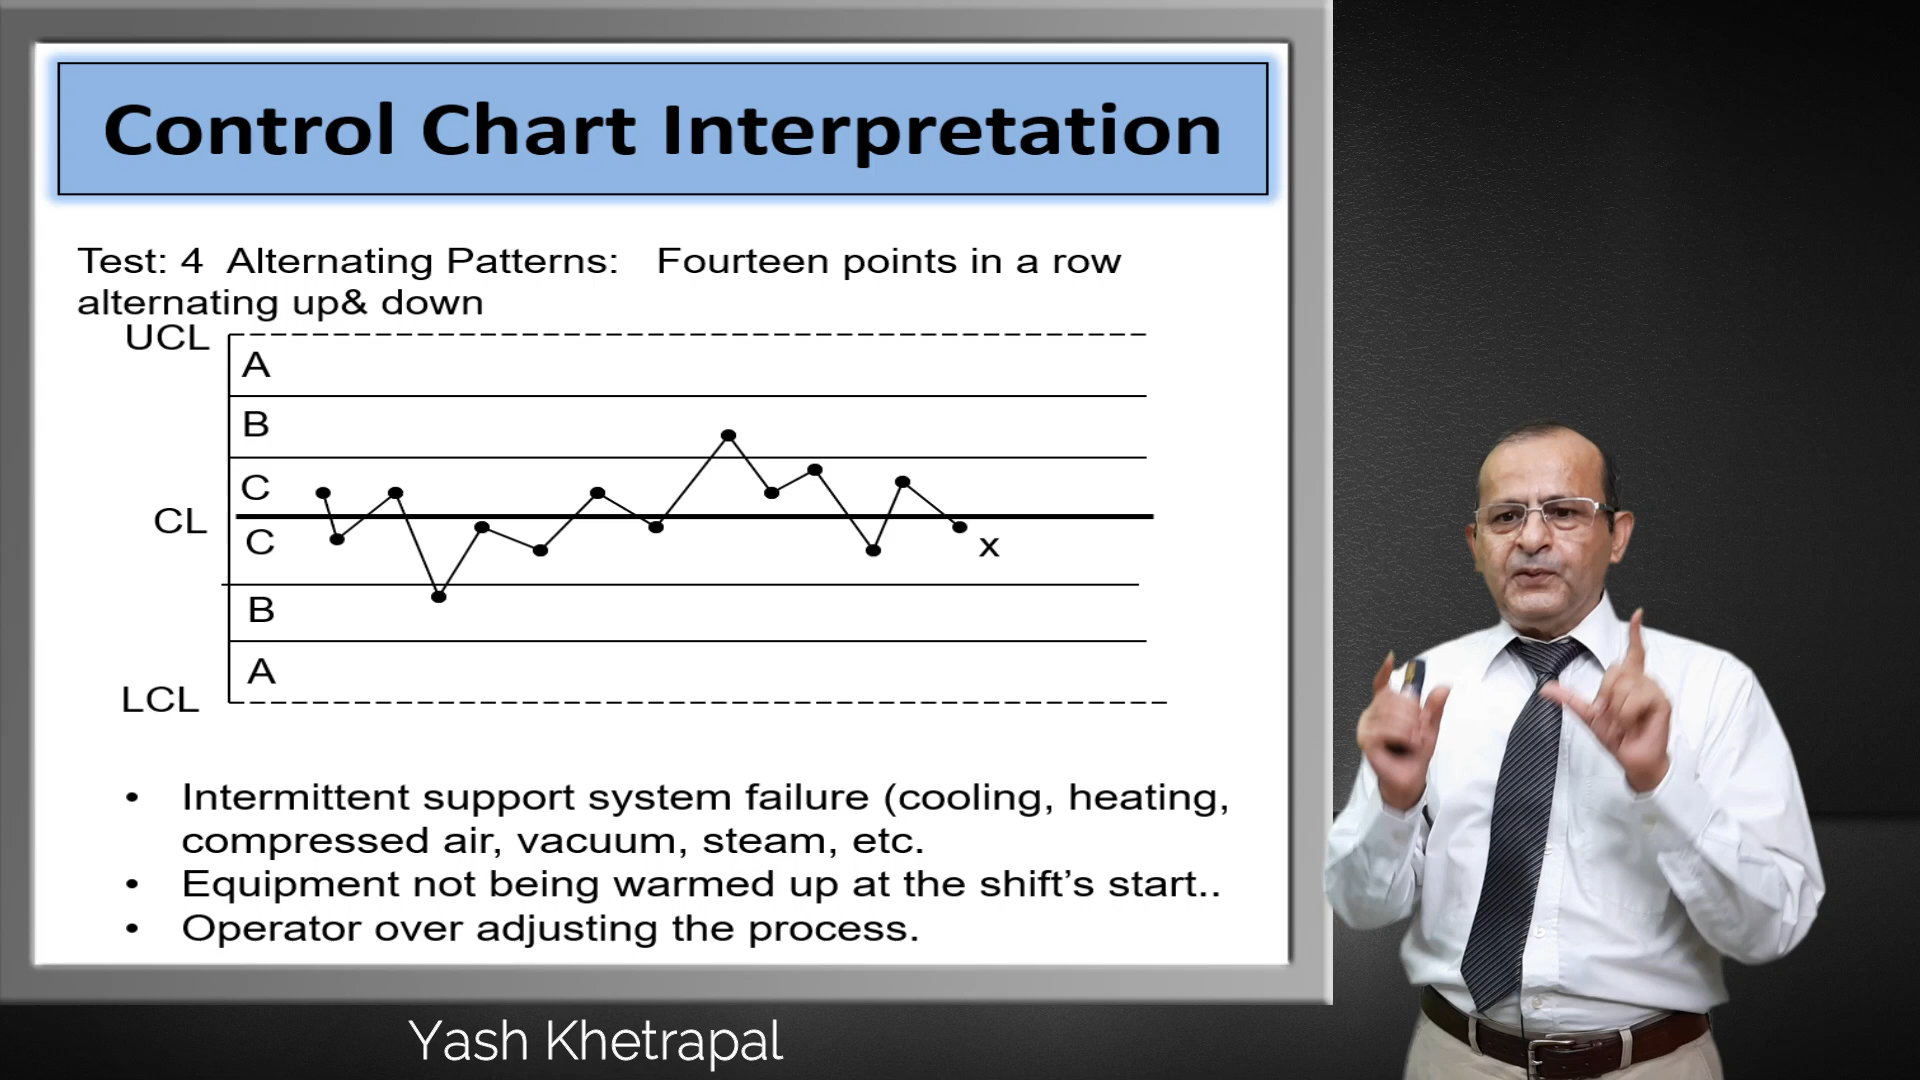 Control Chart Interpretation
Test: 4 Alternating Patterns: Fourteen points in a row
alternating up& down
UCL
A
B
C
CL
C
x
B
A
LCL
• Intermittent support system failure (cooling, heating,
compressed air, vacuum, steam, etc.
• Equipment not being warmed up at the shift’s start..
• Operator over adjusting the process.
Yash Khetrapal